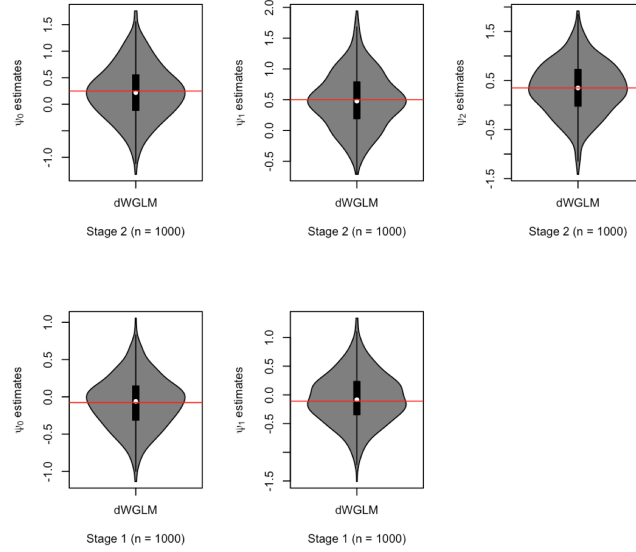 ψ0 estimates
1.5
1.0
0.5
0.0
-1.0
dWGLM
Stage 2 (n = 1000)
ψ1 estimates
2.0
1.5
1.0
0.5
0.0
-0.5
dWGLM
Stage 2 (n = 1000)
ψ2 estimates
1.5
0.5
-0.5
-1.5
dWGLM
Stage 2 (n = 1000)
ψ0 estimates
1.0
0.5
0.0
-0.5
-1.0
dWGLM
Stage 1 (n = 1000)
ψ1 estimates
1.0
0.5
0.0
-0.5
-1.5
dWGLM
Stage 1 (n = 1000)